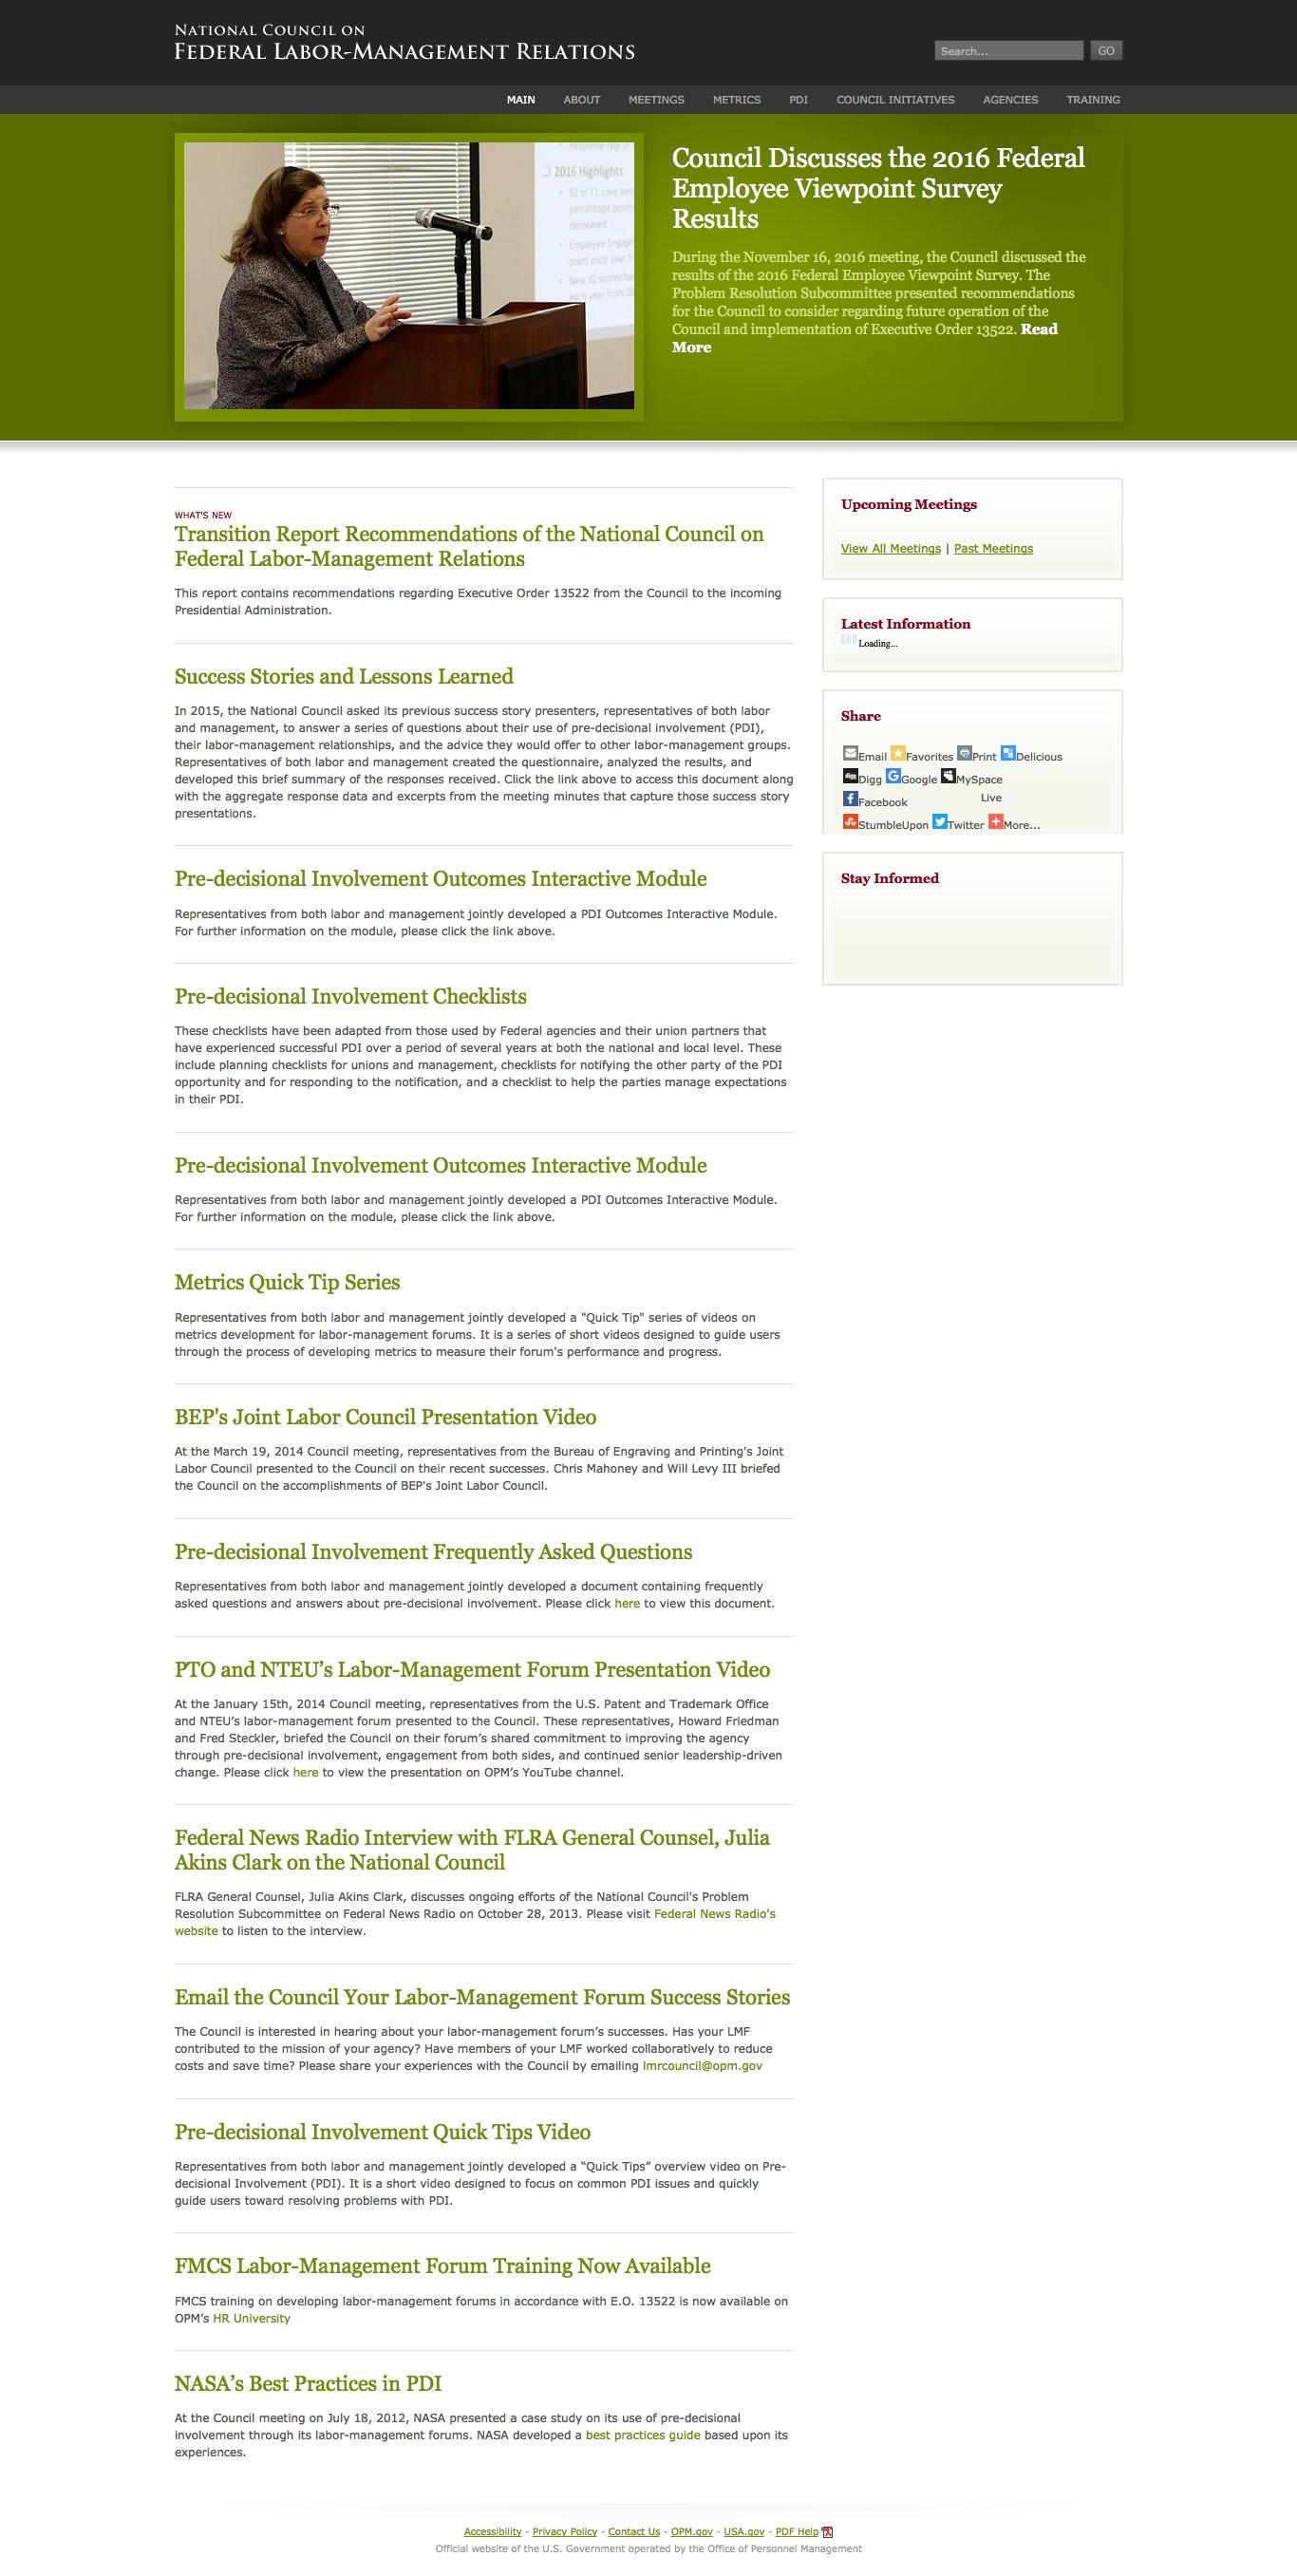 NATIONAL COUNCIL ON
FEDERAL LABOR-MANAGEMENT RELATIONS
Search...
GO
MAIN ABOUT MEETINGS METRICS PDI COUNCIL INITIATIVES AGENCIES TRAINING
2016 Highlights
Council Discusses the 2016 Federal
Employee Viewpoint Survey
Results
During the November 16, 2016 meeting, the Council discussed the
results of the 2016 Federal Employee Viewpoint Survey. The
Problem Resolution Subcommittee presented recommendations
for the Council to consider regarding future operation of the
Council and implementation of Executive Order 13522. Read
More
WHAT'S NEW
Transition Report Recommendations of the National Council on
Federal Labor-Management Relations
This report contains recommendations regarding Executive Order 13522 from the Council to the incoming
Presidential Administration.
Success Stories and Lessons Learned
In 2015, the National Council asked its previous success story presenters, representatives of both labor
and management, to answer a series of questions about their use of pre-decisional involvement (PDI),
their labor-management relationships, and the advice they would offer to other labor-management groups.
Representatives of both labor and management created the questionnaire, analyzed the results, and
developed this brief summary of the responses received. Click the link above to access this document along
with the aggregate response data and excerpts from the meeting minutes that capture those success story
presentations.
Pre-decisional Involvement Outcomes Interactive Module
Representatives from both labor and management jointly developed a PDI Outcomes Interactive Module.
For further information on the module, please click the link above.
Pre-decisional Involvement Checklists
These checklists have been adapted from those used by Federal agencies and their union partners that
have experienced successful PDI over a period of several years at both the national and local level. These
include planning checklists for unions and management, checklists for notifying the other party of the PDI
opportunity and for responding to the notification, and a checklist to help the parties manage expectations
in their PDI.
Pre-decisional Involvement Outcomes Interactive Module
Representatives from both labor and management jointly developed a PDI Outcomes Interactive Module.
For further information on the module, please click the link above.
Metrics Quick Tip Series
Representatives from both labor and management jointly developed a "Quick Tip" series of videos on
metrics development for labor-management forums. It is a series of short videos designed to guide users
through the process of developing metrics to measure their forum's performance and progress.
BEP's Joint Labor Council Presentation Video
At the March 19, 2014 Council meeting, representatives from the Bureau of Engraving and Printing's Joint
Labor Council presented to the Council on their recent successes. Chris Mahoney and Will Levy III briefed
the Council on the accomplishments of BEP's Joint Labor Council.
Pre-decisional Involvement Frequently Asked Questions
Representatives from both labor and management jointly developed a document containing frequently
asked questions and answers about pre-decisional involvement. Please click here to view this document.
PTO and NTEU’s Labor-Management Forum Presentation Video
At the January 15th, 2014 Council meeting, representatives from the U.S. Patent and Trademark Office
and NTEU’s labor-management forum presented to the Council. These representatives, Howard Friedman
and Fred Steckler, briefed the Council on their forum’s shared commitment to improving the agency
through pre-decisional involvement, engagement from both sides, and continued senior leadership-driven
change. Please click here to view the presentation on OPM’s YouTube channel.
Federal News Radio Interview with FLRA General Counsel, Julia
Akins Clark on the National Council
FLRA General Counsel, Julia Akins Clark, discusses ongoing efforts of the National Council's Problem
Resolution Subcommittee on Federal News Radio on October 28, 2013. Please visit Federal News Radio's
website to listen to the interview.
Email the Council Your Labor-Management Forum Success Stories
The Council is interested in hearing about your labor-management forum’s successes. Has your LMF
contributed to the mission of your agency? Have members of your LMF worked collaboratively to reduce
costs and save time? Please share your experiences with the Council by emailing lmrcouncil@opm.gov
Pre-decisional Involvement Quick Tips Video
Representatives from both labor and management jointly developed a “Quick Tips” overview video on Pre-
decisional Involvement (PDI). It is a short video designed to focus on common PDI issues and quickly
guide users toward resolving problems with PDI.
FMCS Labor-Management Forum Training Now Available
FMCS training on developing labor-management forums in accordance with E.O. 13522 is now available on
OPM’s HR University
NASA’s Best Practices in PDI
At the Council meeting on July 18, 2012, NASA presented a case study on its use of pre-decisional
involvement through its labor-management forums. NASA developed a best practices guide based upon its
experiences.
Upcoming Meetings
View All Meetings | Past Meetings
Latest Information
Loading...
Share
Email Favorites Print Delicious
Digg Google MySpace
Facebook Live
StumbleUpon Twitter More...
Stay Informed
Accessibility - Privacy Policy - Contact Us - OPM.gov - USA.gov - PDF Help
Official website of the U.S. Government operated by the Office of Personnel Management